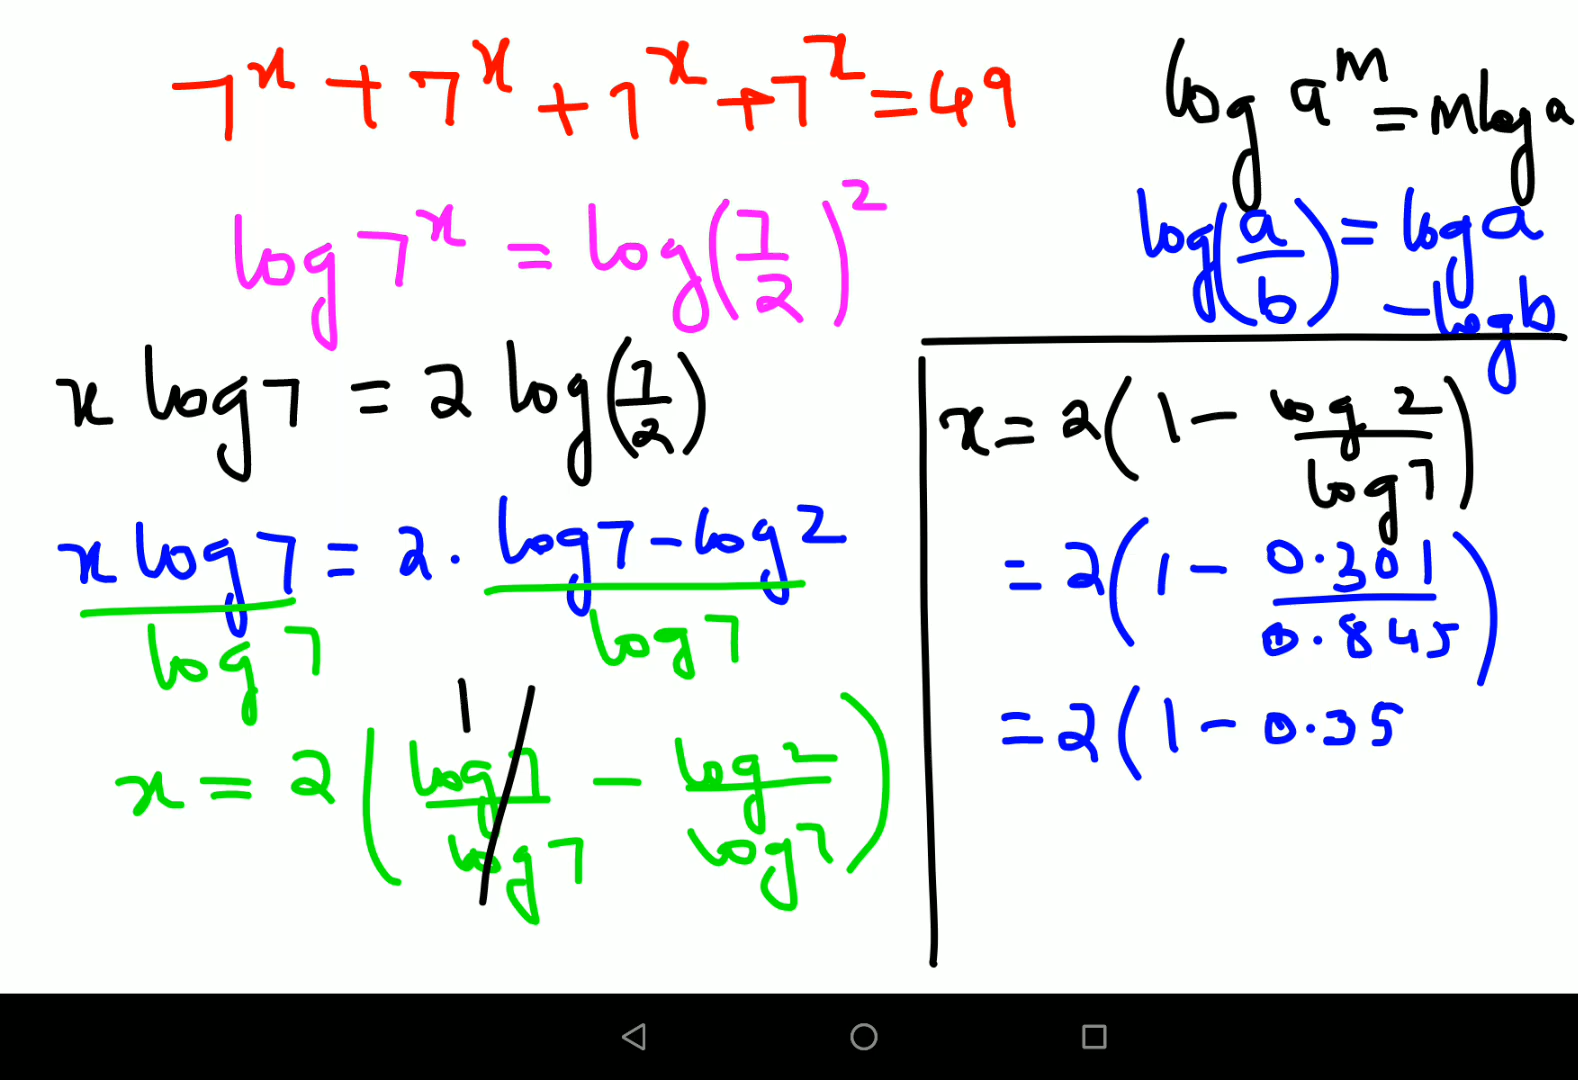 7^x + 7^x + 7^x + 7^x = 49
log 7^x = log(7/2)^2
x log 7 = 2 log(7/2)
x log 7 / log 7 = 2 . log 7 - log 2 / log 7
x = 2 ( log 7 / log 7 - log 2 / log 7 )
1
log a^m = m log a
log(a/b) = log a
- log b
x = 2 ( 1 - log 2 / log 7 )
= 2 ( 1 - 0.301 / 0.845 )
= 2 ( 1 - 0.35